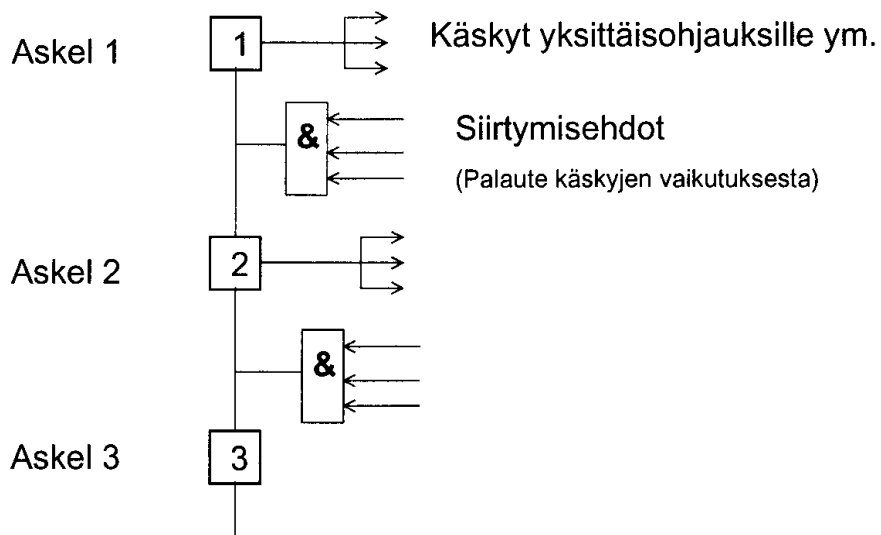 Askel 1
1
Käskyt yksittäisohjauksille ym.
&
Siirtymisehdot
(Palaute käskyjen vaikutuksesta)
Askel 2
2
&
Askel 3
3